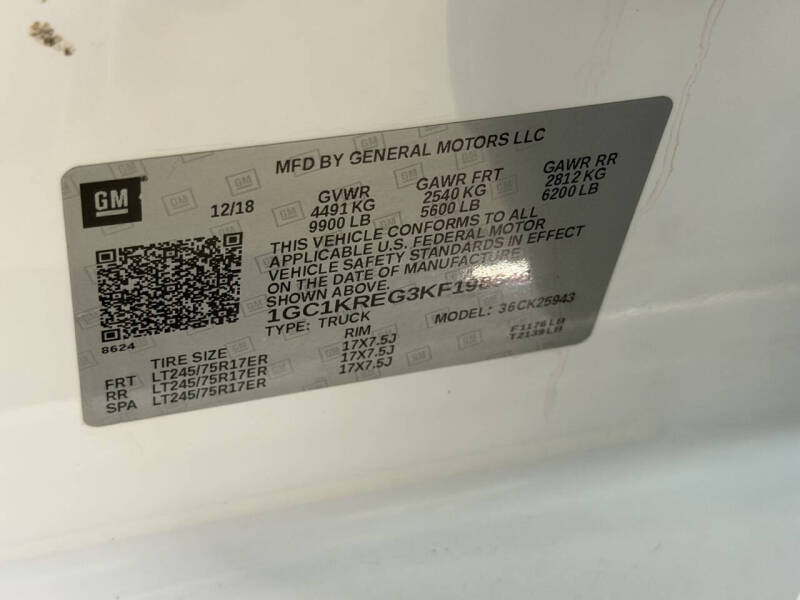 MFD BY GENERAL MOTORS LLC
GM
12/18
GVWR
4491 KG
9900 LB
GAWR FRT
2540 KG
5600 LB
GAWR RR
2812 KG
6200 LB
THIS VEHICLE CONFORMS TO ALL
APPLICABLE U.S. FEDERAL MOTOR
VEHICLE SAFETY STANDARDS IN EFFECT
ON THE DATE OF MANUFACTURE
SHOWN ABOVE.
TYPE: TRUCK
MODEL: 36CK25943
8624
TIRE SIZE
RIM
F1176LB
T2139LB
FRT LT245/75R17ER 17X7.5J
RR LT245/75R17ER 17X7.5J
SPA LT245/75R17ER 17X7.5J